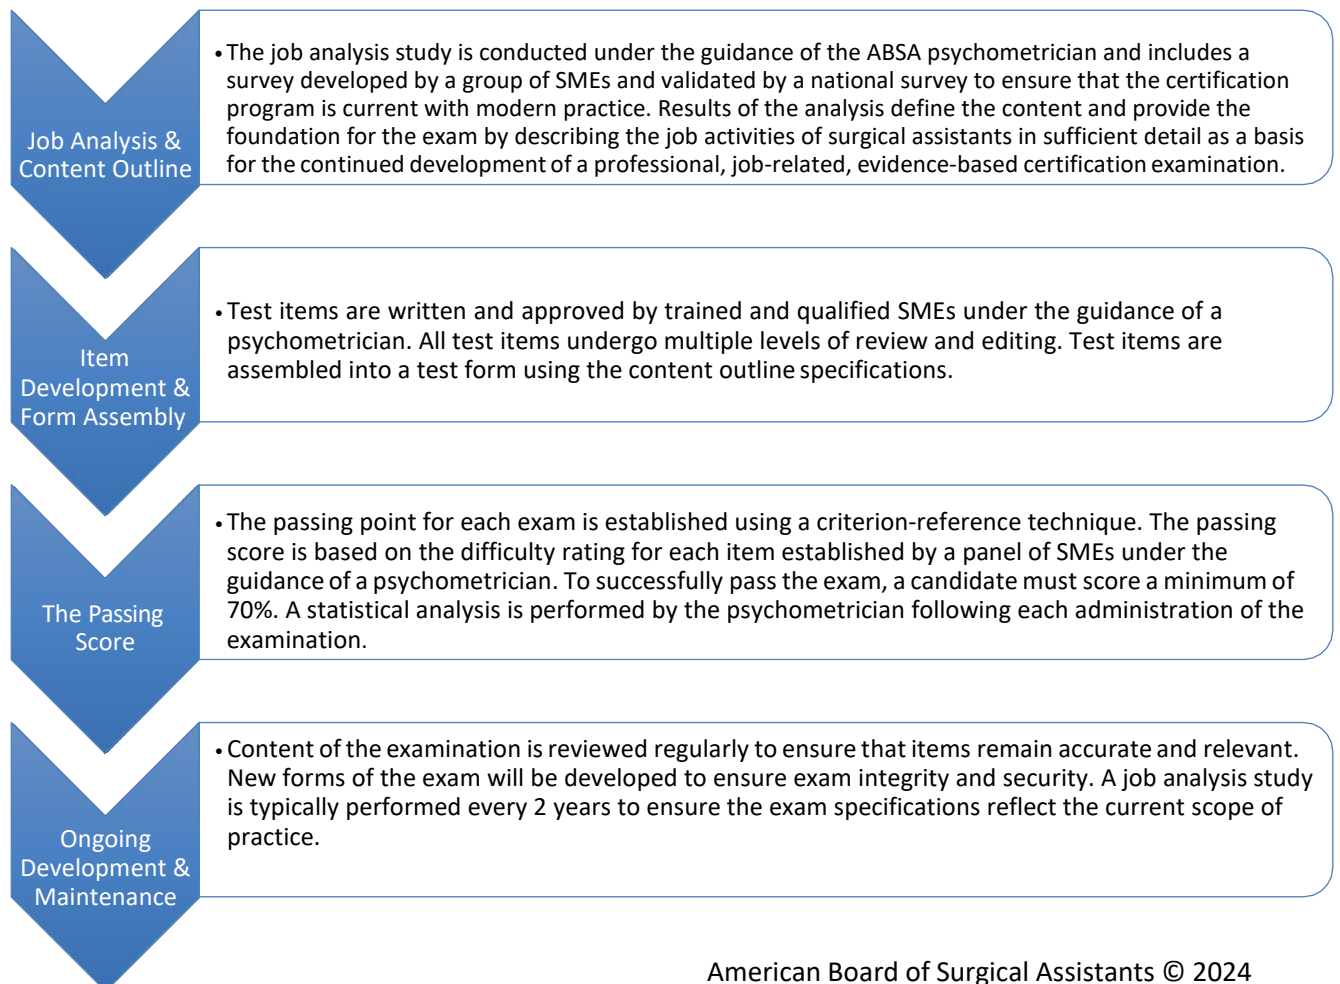 Job Analysis &
Content Outline
• The job analysis study is conducted under the guidance of the ABSA psychometrician and includes a
survey developed by a group of SMEs and validated by a national survey to ensure that the certification
program is current with modern practice. Results of the analysis define the content and provide the
foundation for the exam by describing the job activities of surgical assistants in sufficient detail as a basis
for the continued development of a professional, job-related, evidence-based certification examination.
Item
Development &
Form Assembly
• Test items are written and approved by trained and qualified SMEs under the guidance of a
psychometrician. All test items undergo multiple levels of review and editing. Test items are
assembled into a test form using the content outline specifications.
The Passing
Score
• The passing point for each exam is established using a criterion-reference technique. The passing
score is based on the difficulty rating for each item established by a panel of SMEs under the
guidance of a psychometrician. To successfully pass the exam, a candidate must score a minimum of
70%. A statistical analysis is performed by the psychometrician following each administration of the
examination.
Ongoing
Development &
Maintenance
• Content of the examination is reviewed regularly to ensure that items remain accurate and relevant.
New forms of the exam will be developed to ensure exam integrity and security. A job analysis study
is typically performed every 2 years to ensure the exam specifications reflect the current scope of
practice.
American Board of Surgical Assistants © 2024